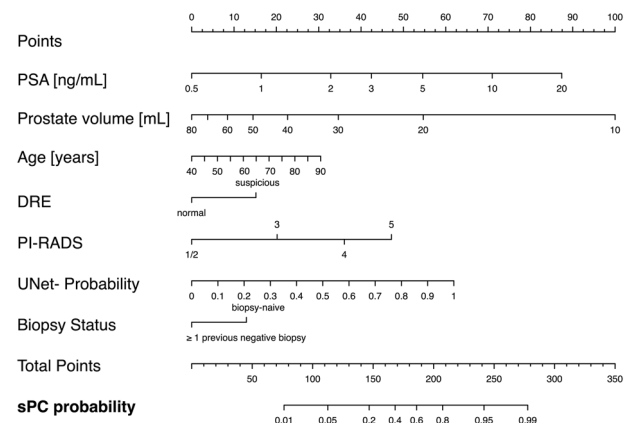 0 10 20 30 40 50 60 70 80 90 100
Points
PSA [ng/mL]
0.5 1 2 3 5 10 20
Prostate volume [mL]
80 60 50 40 30 20 10
Age [years]
40 50 60 70 80 90
suspicious
DRE
normal
3 5
PI-RADS
1/2 4
UNet- Probability
0 0.1 0.2 0.3 0.4 0.5 0.6 0.7 0.8 0.9 1
biopsy-naive
Biopsy Status
≥ 1 previous negative biopsy
Total Points
50 100 150 200 250 300 350
sPC probability
0.01 0.05 0.2 0.4 0.6 0.8 0.95 0.99